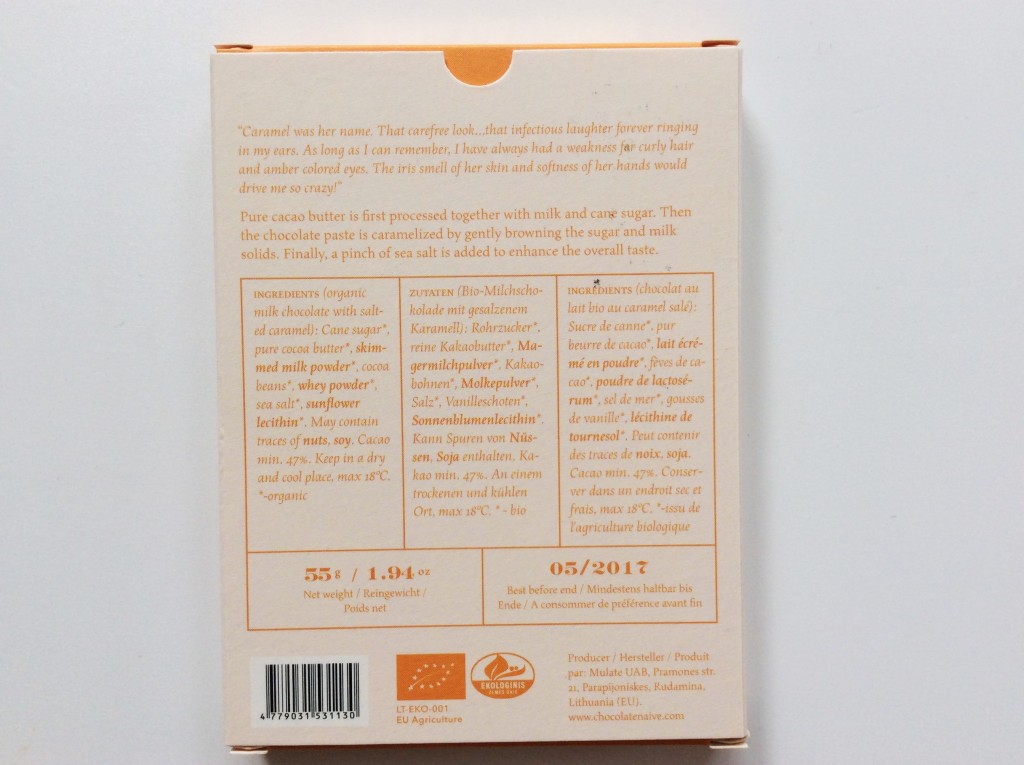 "Caramel was her name. That carefree look...that infectious laughter forever ringing
in my ears. As long as I can remember, I have always had a weakness for curly hair
and amber colored eyes. The iris smell of her skin and softness of her hands would
drive me so crazy!"
Pure cacao butter is first processed together with milk and cane sugar. Then
the chocolate paste is caramelized by gently browning the sugar and milk
solids. Finally, a pinch of sea salt is added to enhance the overall taste.
INGREDIENTS (organic
milk chocolate with salt-
ed caramel): Cane sugar*,
pure cocoa butter*, skim-
med milk powder*, cocoa
beans*, whey powder*,
sea salt*, sunflower
lecithin*. May contain
traces of nuts, soy. Cacao
min. 47%. Keep in a dry
and cool place, max 18°C.
*-organic
ZUTATEN (Bio-Milchscho-
kolade mit gesalzenem
Karamell): Rohrzucker*,
reine Kakaobutter*, Ma-
germilchpulver*, Kakao-
bohnen*, Molkepulver*,
Salz*, Vanilleschoten*,
Sonnenblumenlecithin*.
Kann Spuren von Nüs-
sen, Soja enthalten. Ka-
kao min. 47%. An einem
trockenen und kühlen
Ort, max 18°C. * - bio
INGRÉDIENTS (chocolat au
lait bio au caramel salé):
Sucre de canne*, pur
beurre de cacao*, lait écré-
mé en poudre*, fèves de ca-
cao*, poudre de lactosé-
rum*, sel de mer*, gousses
de vanille*, lécithine de
tournesol*. Peut contenir
des traces de noix, soja.
Cacao min. 47%. Conser-
ver dans un endroit sec et
frais, max 18°C. *-issu de
l'agriculture biologique
55 g / 1.94 oz
Net weight / Reingewicht /
Poids net
05/2017
Best before end / Mindestens haltbar bis
Ende / A consommer de préférence avant fin
4 779031 531130
LT-EKO-001
EU Agriculture
EKOLOGINIS
ŽEMĖS ŪKIS
Producer / Hersteller / Produit
par: Mulate UAB, Pramones str.
21, Parapijoniskes, Rudamina,
Lithuania (EU).
www.chocolatenaive.com